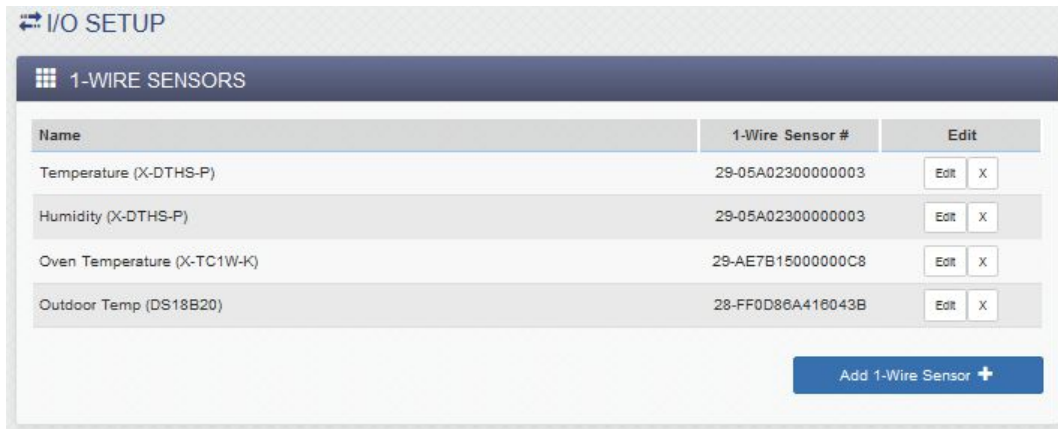 I/O SETUP
1-WIRE SENSORS
Name 1-Wire Sensor # Edit
Temperature (X-DTHS-P) 29-05A02300000003 Edit X
Humidity (X-DTHS-P) 29-05A02300000003 Edit X
Oven Temperature (X-TC1W-K) 29-AE7B15000000C8 Edit X
Outdoor Temp (DS18B20) 28-FF0D86A416043B Edit X
Add 1-Wire Sensor +